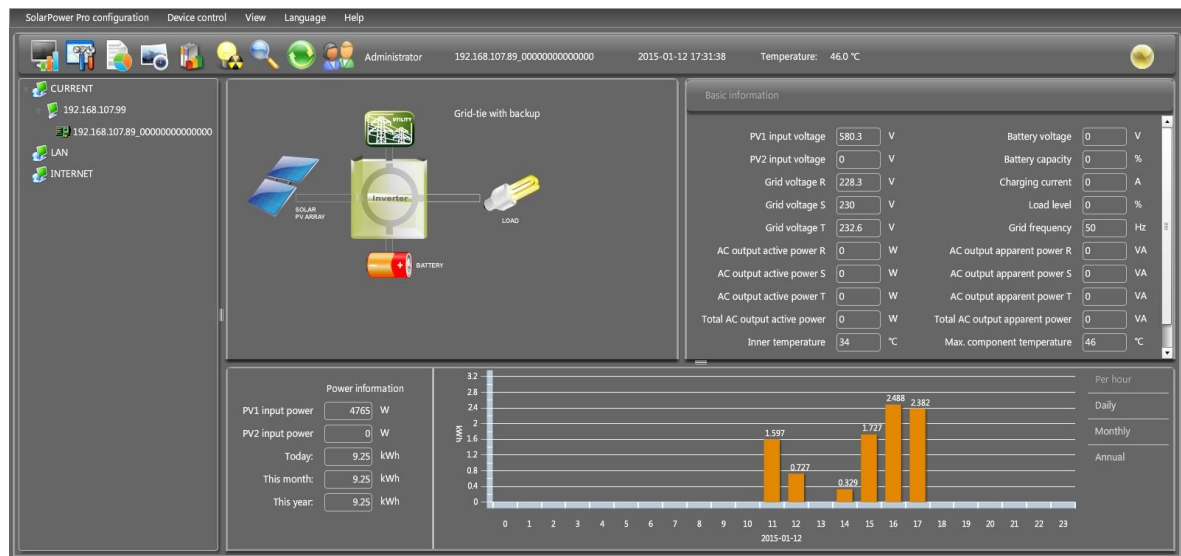 SolarPower Pro configuration Device control View Language Help
Administrator 192.168.107.89_00000000000000 2015-01-12 17:31:38 Temperature: 46.0 ℃
CURRENT
192.168.107.99
192.168.107.89_00000000000000
LAN
INTERNET
Grid-tie with backup
UTILITY
SOLAR
PV ARRAY
Inverter
LOAD
BATTERY
Basic information
PV1 input voltage 580.3 V Battery voltage 0 V
PV2 input voltage 0 V Battery capacity 0 %
Grid voltage R 228.3 V Charging current 0 A
Grid voltage S 230 V Load level 0 %
Grid voltage T 232.6 V Grid frequency 50 Hz
AC output active power R 0 W AC output apparent power R 0 VA
AC output active power S 0 W AC output apparent power S 0 VA
AC output active power T 0 W AC output apparent power T 0 VA
Total AC output active power 0 W Total AC output apparent power 0 VA
Inner temperature 34 ℃ Max. component temperature 46 ℃
Power information
PV1 input power 4765 W
PV2 input power 0 W
Today: 9.25 kWh
This month: 9.25 kWh
This year: 9.25 kWh
kWh
3.2
2.8
2.4
2
1.6
1.2
0.8
0.4
0
1.597
0.727
0.329
1.727
2.488
2.382
0 1 2 3 4 5 6 7 8 9 10 11 12 13 14 15 16 17 18 19 20 21 22 23
2015-01-12
Per hour
Daily
Monthly
Annual